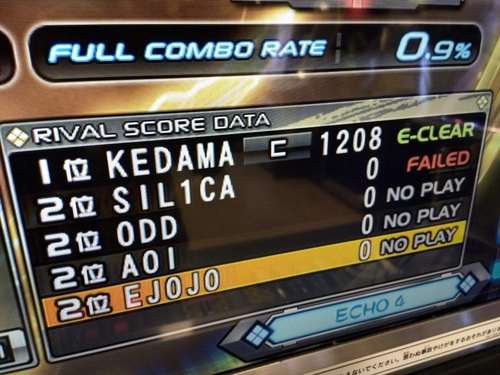 FULL COMBO RATE 0.9%
RIVAL SCORE DATA
1位 KEDAMA C 1208 E-CLEAR
2位 SIL1CA 0 FAILED
2位 ODD 0 NO PLAY
2位 AOI 0 NO PLAY
2位 EJOJO 0 NO PLAY
ECHO 4